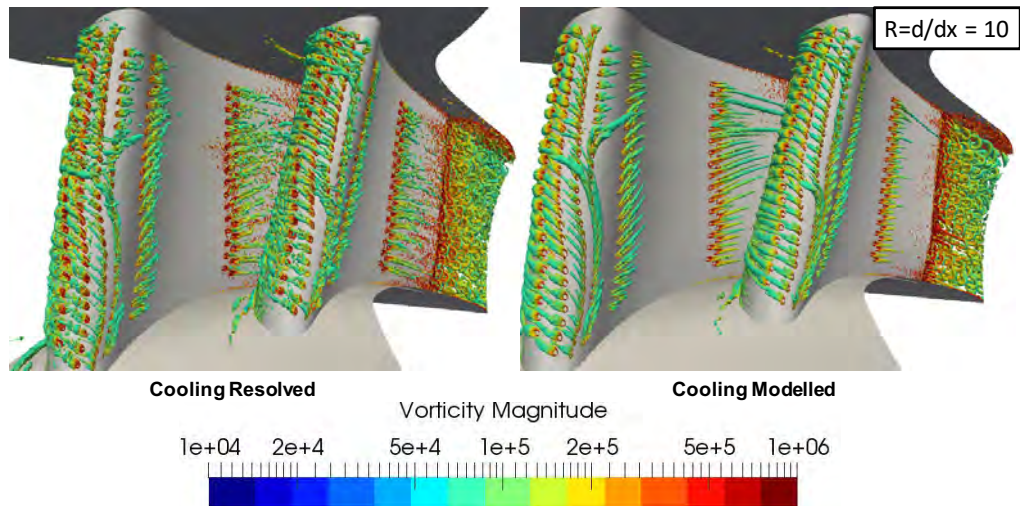 R=d/dx = 10
Cooling Resolved
Cooling Modelled
Vorticity Magnitude
1e+04 2e+4 5e+4 1e+5 2e+5 5e+5 1e+06